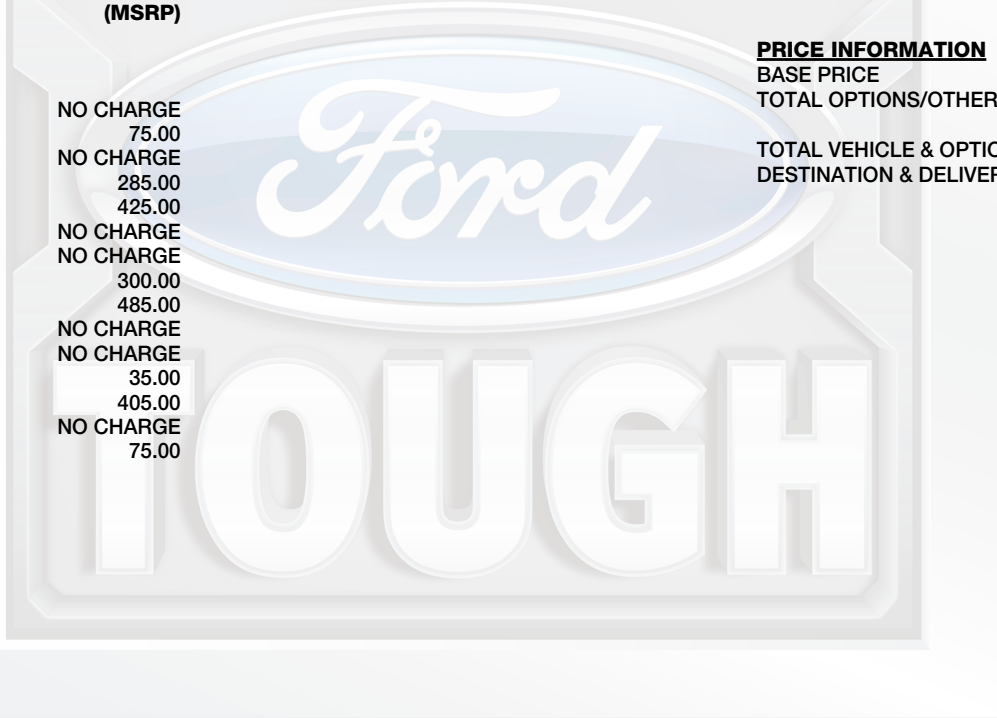 (MSRP)
NO CHARGE
75.00
NO CHARGE
285.00
425.00
NO CHARGE
NO CHARGE
300.00
485.00
NO CHARGE
NO CHARGE
35.00
405.00
NO CHARGE
75.00
PRICE INFORMATION
BASE PRICE
TOTAL OPTIONS/OTHER
TOTAL VEHICLE & OPTIO
DESTINATION & DELIVER
Ford
TOUGH